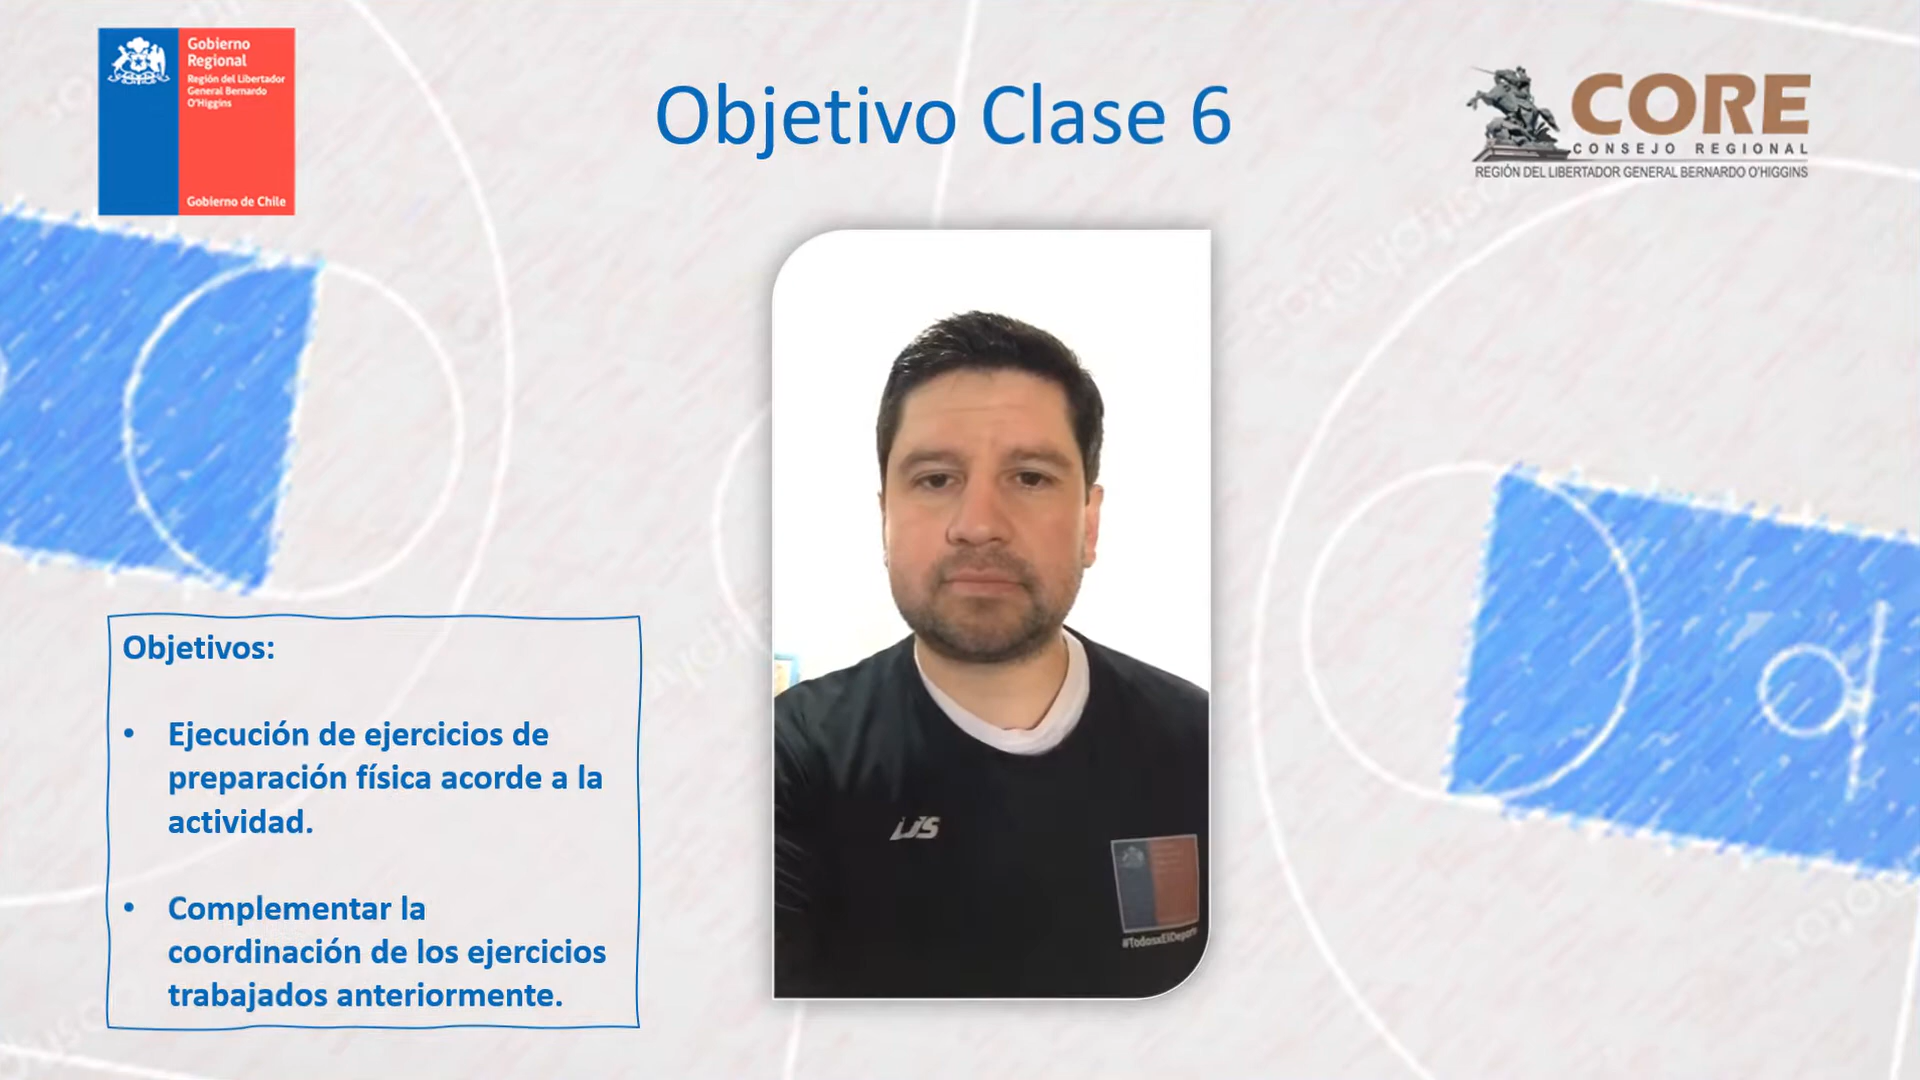 Gobierno
Regional
Región del Libertador
General Bernardo
O'Higgins
Gobierno de Chile
Objetivo Clase 6
CORE
CONSEJO REGIONAL
REGIÓN DEL LIBERTADOR GENERAL BERNARDO O'HIGGINS
Objetivos:
• Ejecución de ejercicios de
preparación física acorde a la
actividad.
• Complementar la
coordinación de los ejercicios
trabajados anteriormente.
#TodosxElDeport